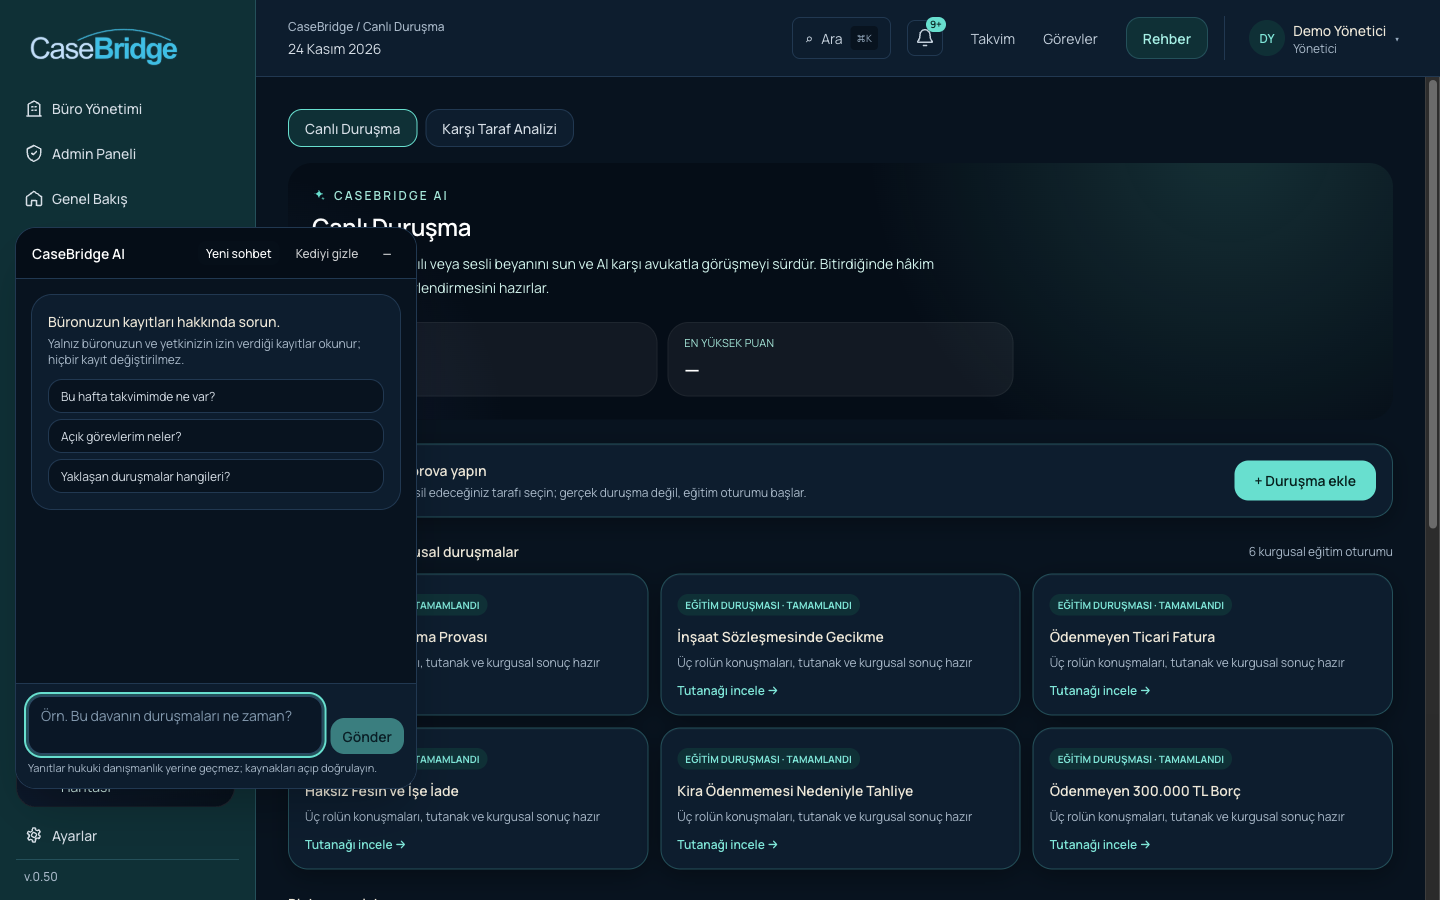 CaseBridge
Büro Yönetimi
Admin Paneli
Genel Bakış
CaseBridge / Canlı Duruşma
24 Kasım 2026
Ara ⌘K
9+
Takvim
Görevler
Rehber
DY
Demo Yönetici
Yönetici
Canlı Duruşma
Karşı Taraf Analizi
CASEBRIDGE AI
Canlı Duruşma
veya sesli beyanını sun ve AI karşı avukatla görüşmeyi sürdür. Bitirdiğinde hâkim
hazırlar.
EN YÜKSEK PUAN
—
yapın
edeceğiniz tarafı seçin; gerçek duruşma değil, eğitim oturumu başlar.
+ Duruşma ekle
duruşmalar
6 kurgusal eğitim oturumu
TAMAMLANDI
Provası
tutanak ve kurgusal sonuç hazır
EĞİTİM DURUŞMASI · TAMAMLANDI
İnşaat Sözleşmesinde Gecikme
Üç rolün konuşmaları, tutanak ve kurgusal sonuç hazır
Tutanağı incele →
EĞİTİM DURUŞMASI · TAMAMLANDI
Ödenmeyen Ticari Fatura
Üç rolün konuşmaları, tutanak ve kurgusal sonuç hazır
Tutanağı incele →
TAMAMLANDI
Haksız Fesih ve İşe İade
Üç rolün konuşmaları, tutanak ve kurgusal sonuç hazır
Tutanağı incele →
EĞİTİM DURUŞMASI · TAMAMLANDI
Kira Ödenmemesi Nedeniyle Tahliye
Üç rolün konuşmaları, tutanak ve kurgusal sonuç hazır
Tutanağı incele →
EĞİTİM DURUŞMASI · TAMAMLANDI
Ödenmeyen 300.000 TL Borç
Üç rolün konuşmaları, tutanak ve kurgusal sonuç hazır
Tutanağı incele →
CaseBridge AI
Yeni sohbet
Kediyi gizle
–
Büronuzun kayıtları hakkında sorun.
Yalnız büronuzun ve yetkinizin izin verdiği kayıtlar okunur;
hiçbir kayıt değiştirilmez.
Bu hafta takvimimde ne var?
Açık görevlerim neler?
Yaklaşan duruşmalar hangileri?
Örn. Bu davanın duruşmaları ne zaman?
Gönder
Yanıtlar hukuki danışmanlık yerine geçmez; kaynakları açıp doğrulayın.
Haritası
Ayarlar
v.0.50